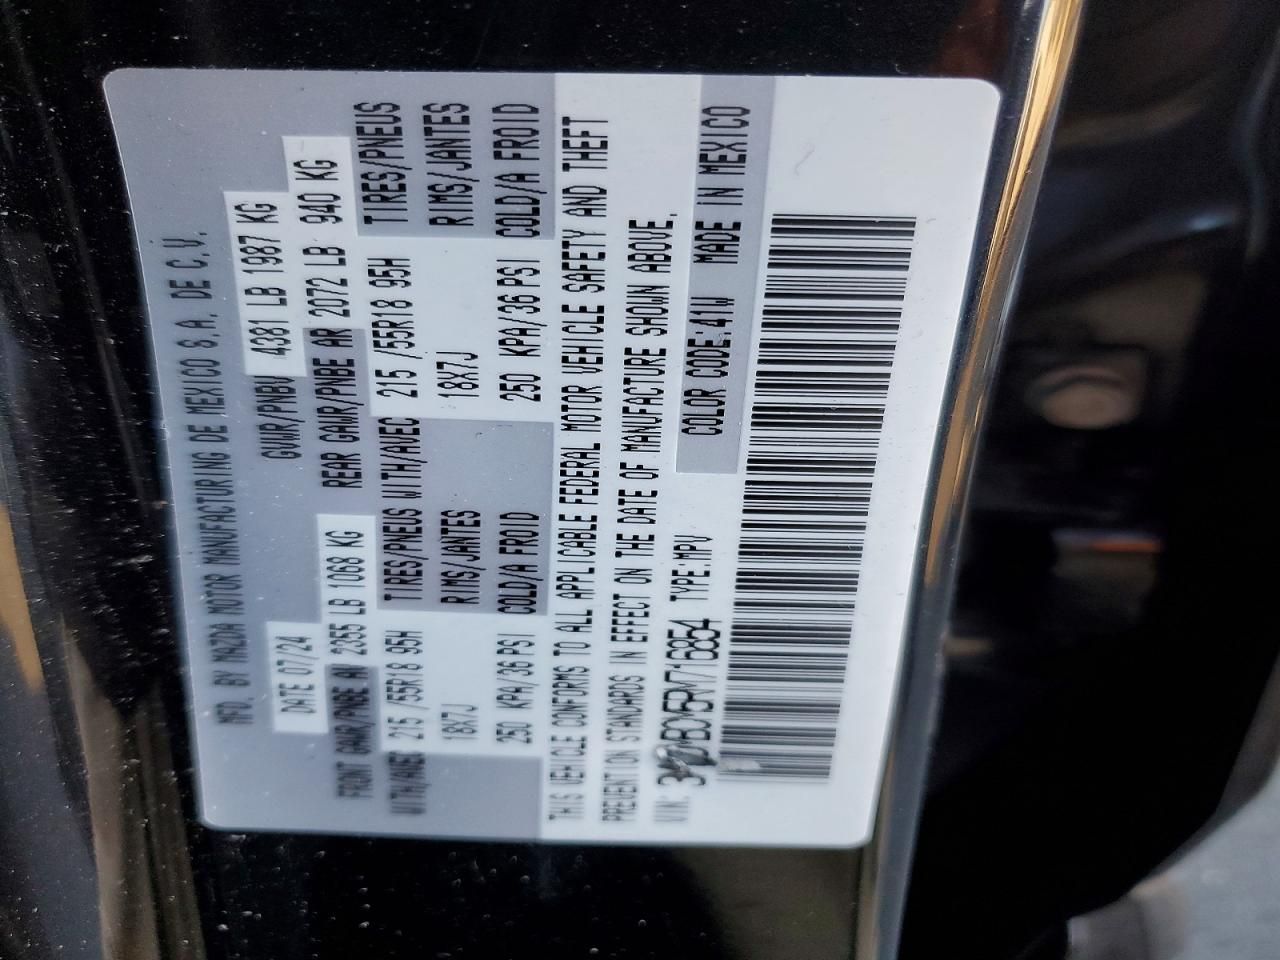 MFD. BY MAZDA MOTOR MANUFACTURING DE MEXICO S.A. DE C.V.
DATE 07/24 GVWR/PNBV 4381 LB 1987 KG
FRONT GAWR/PNBE AV 2355 LB 1068 KG REAR GAWR/PNBE AR 2072 LB 940 KG
WITH/AVEC 215 /55R18 95H TIRES/PNEUS WITH/AVEC 215 /55R18 95H TIRES/PNEUS
18X7J RIMS/JANTES 18X7J RIMS/JANTES
250 KPA/36 PSI COLD/A FROID 250 KPA/36 PSI COLD/A FROID
THIS VEHICLE CONFORMS TO ALL APPLICABLE FEDERAL MOTOR VEHICLE SAFETY AND THEFT
PREVENTION STANDARDS IN EFFECT ON THE DATE OF MANUFACTURE SHOWN ABOVE.
VIN: TYPE:MPV COLOR CODE:41W MADE IN MEXICO